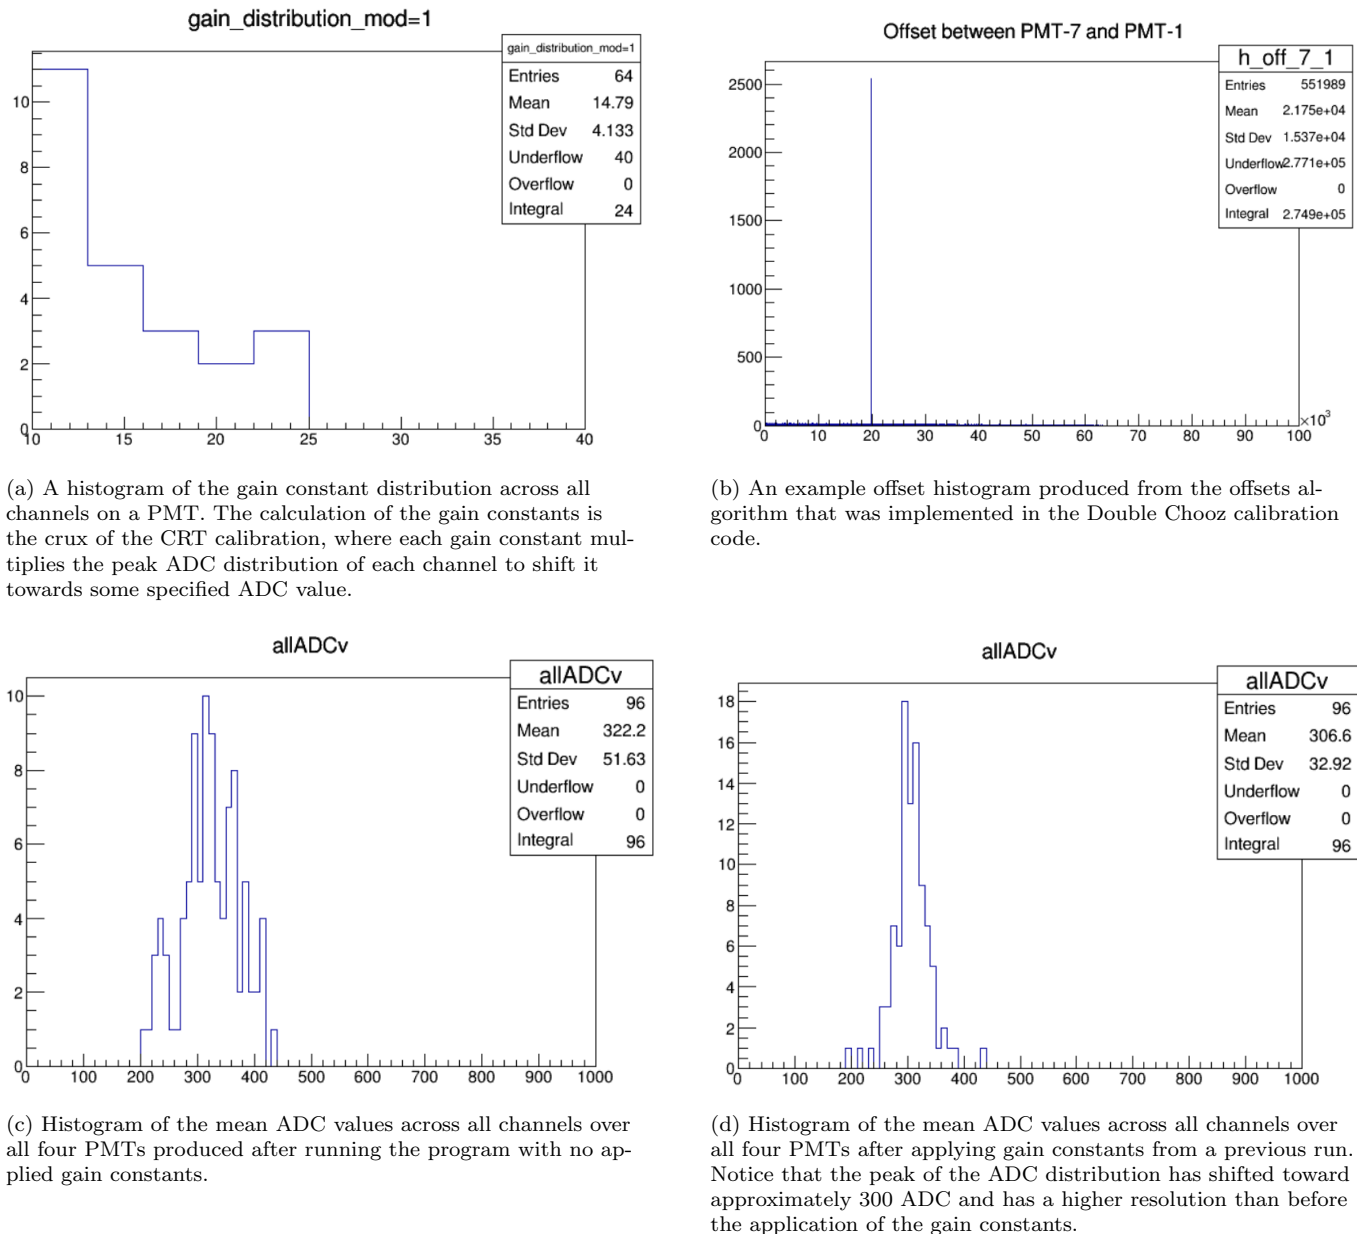 gain_distribution_mod=1
gain_distribution_mod=1
Entries 64
Mean 14.79
Std Dev 4.133
Underflow 40
Overflow 0
Integral 24
10
8
6
4
2
0
10 15 20 25 30 35 40
(a) A histogram of the gain constant distribution across all
channels on a PMT. The calculation of the gain constants is
the crux of the CRT calibration, where each gain constant mul-
tiplies the peak ADC distribution of each channel to shift it
towards some specified ADC value.
Offset between PMT-7 and PMT-1
h_off_7_1
Entries 551989
Mean 2.175e+04
Std Dev 1.537e+04
Underflow 2.771e+05
Overflow 0
Integral 2.749e+05
2500
2000
1500
1000
500
0
×10³
0 10 20 30 40 50 60 70 80 90 100
(b) An example offset histogram produced from the offsets al-
gorithm that was implemented in the Double Chooz calibration
code.
allADCv
allADCv
Entries 96
Mean 322.2
Std Dev 51.63
Underflow 0
Overflow 0
Integral 96
10
8
6
4
2
0
0 100 200 300 400 500 600 700 800 900 1000
(c) Histogram of the mean ADC values across all channels over
all four PMTs produced after running the program with no ap-
plied gain constants.
allADCv
allADCv
Entries 96
Mean 306.6
Std Dev 32.92
Underflow 0
Overflow 0
Integral 96
18
16
14
12
10
8
6
4
2
0
0 100 200 300 400 500 600 700 800 900 1000
(d) Histogram of the mean ADC values across all channels over
all four PMTs after applying gain constants from a previous run.
Notice that the peak of the ADC distribution has shifted toward
approximately 300 ADC and has a higher resolution than before
the application of the gain constants.